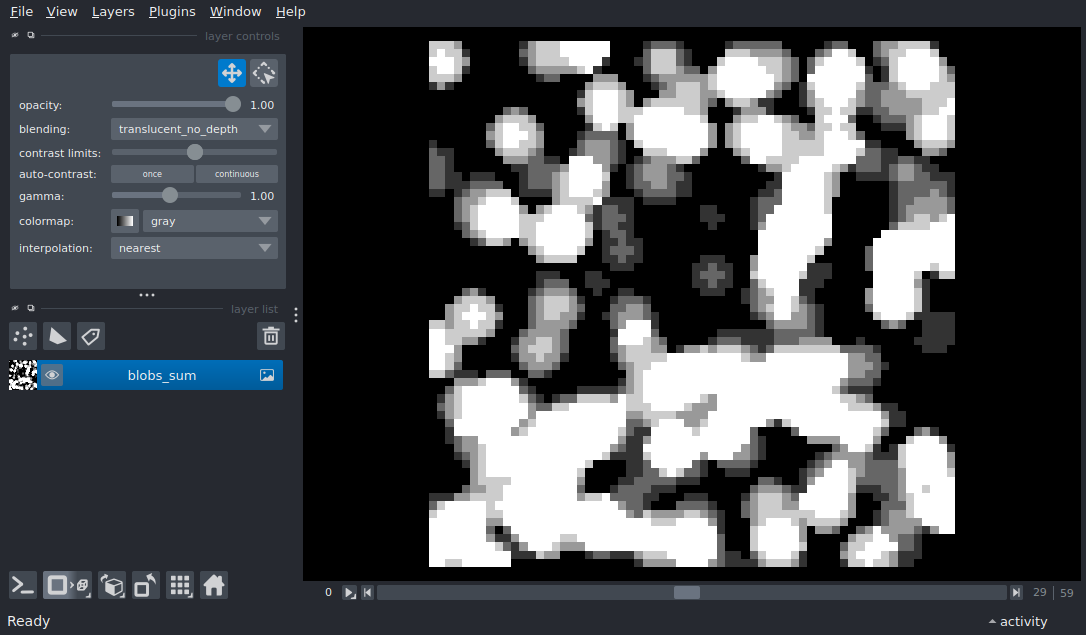 File View Layers Plugins Window Help
layer controls
opacity: 1.00
blending: translucent_no_depth
contrast limits:
auto-contrast: once continuous
gamma: 1.00
colormap: gray
interpolation: nearest
layer list
blobs_sum
0 29 59
Ready activity